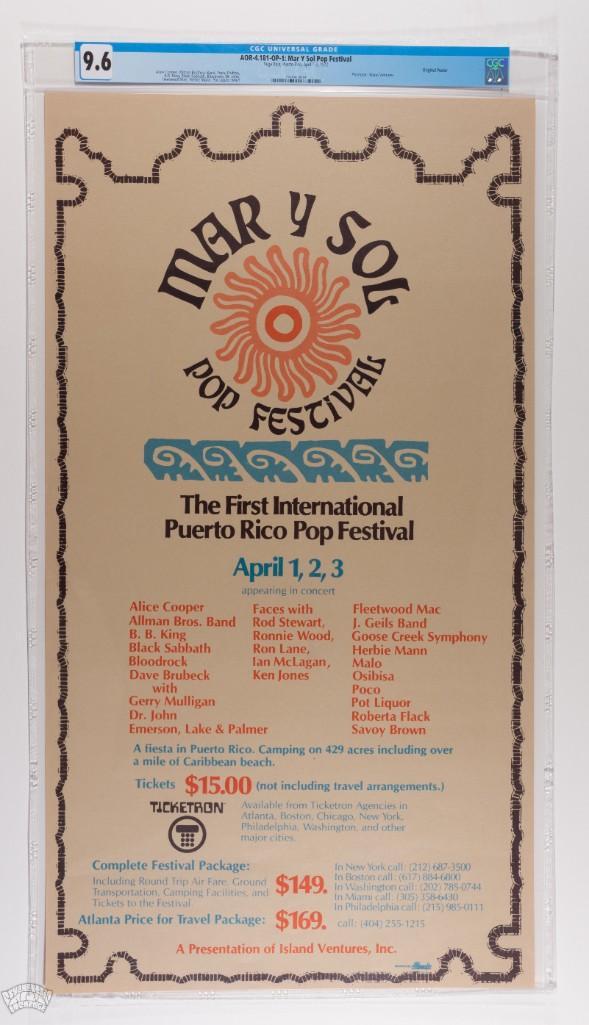 9.6
CGC UNIVERSAL GRADE
AOR-4.181-OP-1: Mar Y Sol Pop Festival
Original Poster
CGC
MAR Y SOL
POP FESTIVAL
The First International
Puerto Rico Pop Festival
April 1, 2, 3
appearing in concert
Alice Cooper
Allman Bros. Band
B. B. King
Black Sabbath
Bloodrock
Dave Brubeck
with
Gerry Mulligan
Dr. John
Emerson, Lake & Palmer
Faces with
Rod Stewart,
Ronnie Wood,
Ron Lane,
Ian McLagan,
Ken Jones
Fleetwood Mac
J. Geils Band
Goose Creek Symphony
Herbie Mann
Malo
Osibisa
Poco
Pot Liquor
Roberta Flack
Savoy Brown
A fiesta in Puerto Rico. Camping on 429 acres including over
a mile of Caribbean beach.
Tickets $15.00 (not including travel arrangements.)
TICKETRON
Available from Ticketron Agencies in
Atlanta, Boston, Chicago, New York,
Philadelphia, Washington, and other
major cities.
Complete Festival Package:
Including Round Trip Air Fare, Ground
Transportation, Camping Facilities, and
Tickets to the Festival.
$149.
In New York call: (212) 687-3500
In Boston call: (617) 884-6800
In Washington call: (202) 785-0744
In Miami call: (305) 358-6430
In Philadelphia call: (215) 985-0111
Atlanta Price for Travel Package: $169. call: (404) 255-1215
A Presentation of Island Ventures, Inc.